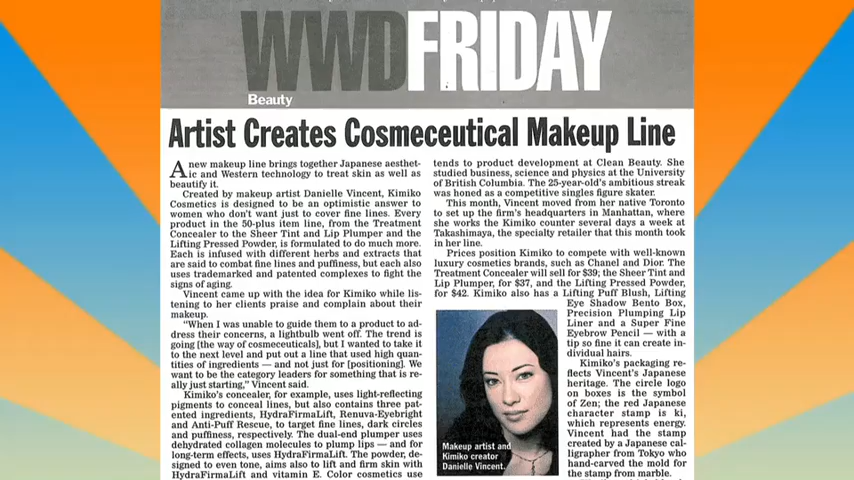 WWDFRIDAY
Beauty
Artist Creates Cosmeceutical Makeup Line
A new makeup line brings together Japanese aesthet-
ic and Western technology to treat skin as well as
beautify it.
Created by makeup artist Danielle Vincent, Kimiko
Cosmetics is designed to be an optimistic answer to
women who don't want just to cover fine lines. Every
product in the 50-plus item line, from the Treatment
Concealer to the Sheer Tint and Lip Plumper and the
Lifting Pressed Powder, is formulated to do much more.
Each is infused with different herbs and extracts that
are said to combat fine lines and puffiness, but each also
uses trademarked and patented complexes to fight the
signs of aging.
Vincent came up with the idea for Kimiko while lis-
tening to her clients praise and complain about their
makeup.
"When I was unable to guide them to a product to ad-
dress their concerns, a lightbulb went off. The trend is
going [the way of cosmeceuticals], but I wanted to take it
to the next level and put out a line that used high quan-
tities of ingredients — and not just for [positioning]. We
want to be the category leaders for something that is re-
ally just starting," Vincent said.
Kimiko's concealer, for example, uses light-reflecting
pigments to conceal lines, but also contains three pat-
ented ingredients, HydraFirmaLift, Renuva-Eyebright
and Anti-Puff Rescue, to target fine lines, dark circles
and puffiness, respectively. The dual-end plumper uses
dehydrated collagen molecules to plump lips — and for
long-term effects, uses HydraFirmaLift. The powder, de-
signed to even tone, aims also to lift and firm skin with
HydraFirmaLift and vitamin E. Color cosmetics use
tends to product development at Clean Beauty. She
studied business, science and physics at the University
of British Columbia. The 25-year-old's ambitious streak
was honed as a competitive singles figure skater.
This month, Vincent moved from her native Toronto
to set up the firm's headquarters in Manhattan, where
she works the Kimiko counter several days a week at
Takashimaya, the specialty retailer that this month took
in her line.
Prices position Kimiko to compete with well-known
luxury cosmetics brands, such as Chanel and Dior. The
Treatment Concealer will sell for $39; the Sheer Tint and
Lip Plumper, for $37, and the Lifting Pressed Powder,
for $42. Kimiko also has a Lifting Puff Blush, Lifting
Eye Shadow Bento Box,
Precision Plumping Lip
Liner and a Super Fine
Eyebrow Pencil — with a
tip so fine it can create in-
dividual hairs.
Kimiko's packaging re-
flects Vincent's Japanese
heritage. The circle logo
on boxes is the symbol
of Zen; the red Japanese
character stamp is ki,
which represents energy.
Vincent had the stamp
created by a Japanese cal-
ligrapher from Tokyo who
hand-carved the mold for
the stamp from marble.
Makeup artist and
Kimiko creator
Danielle Vincent.